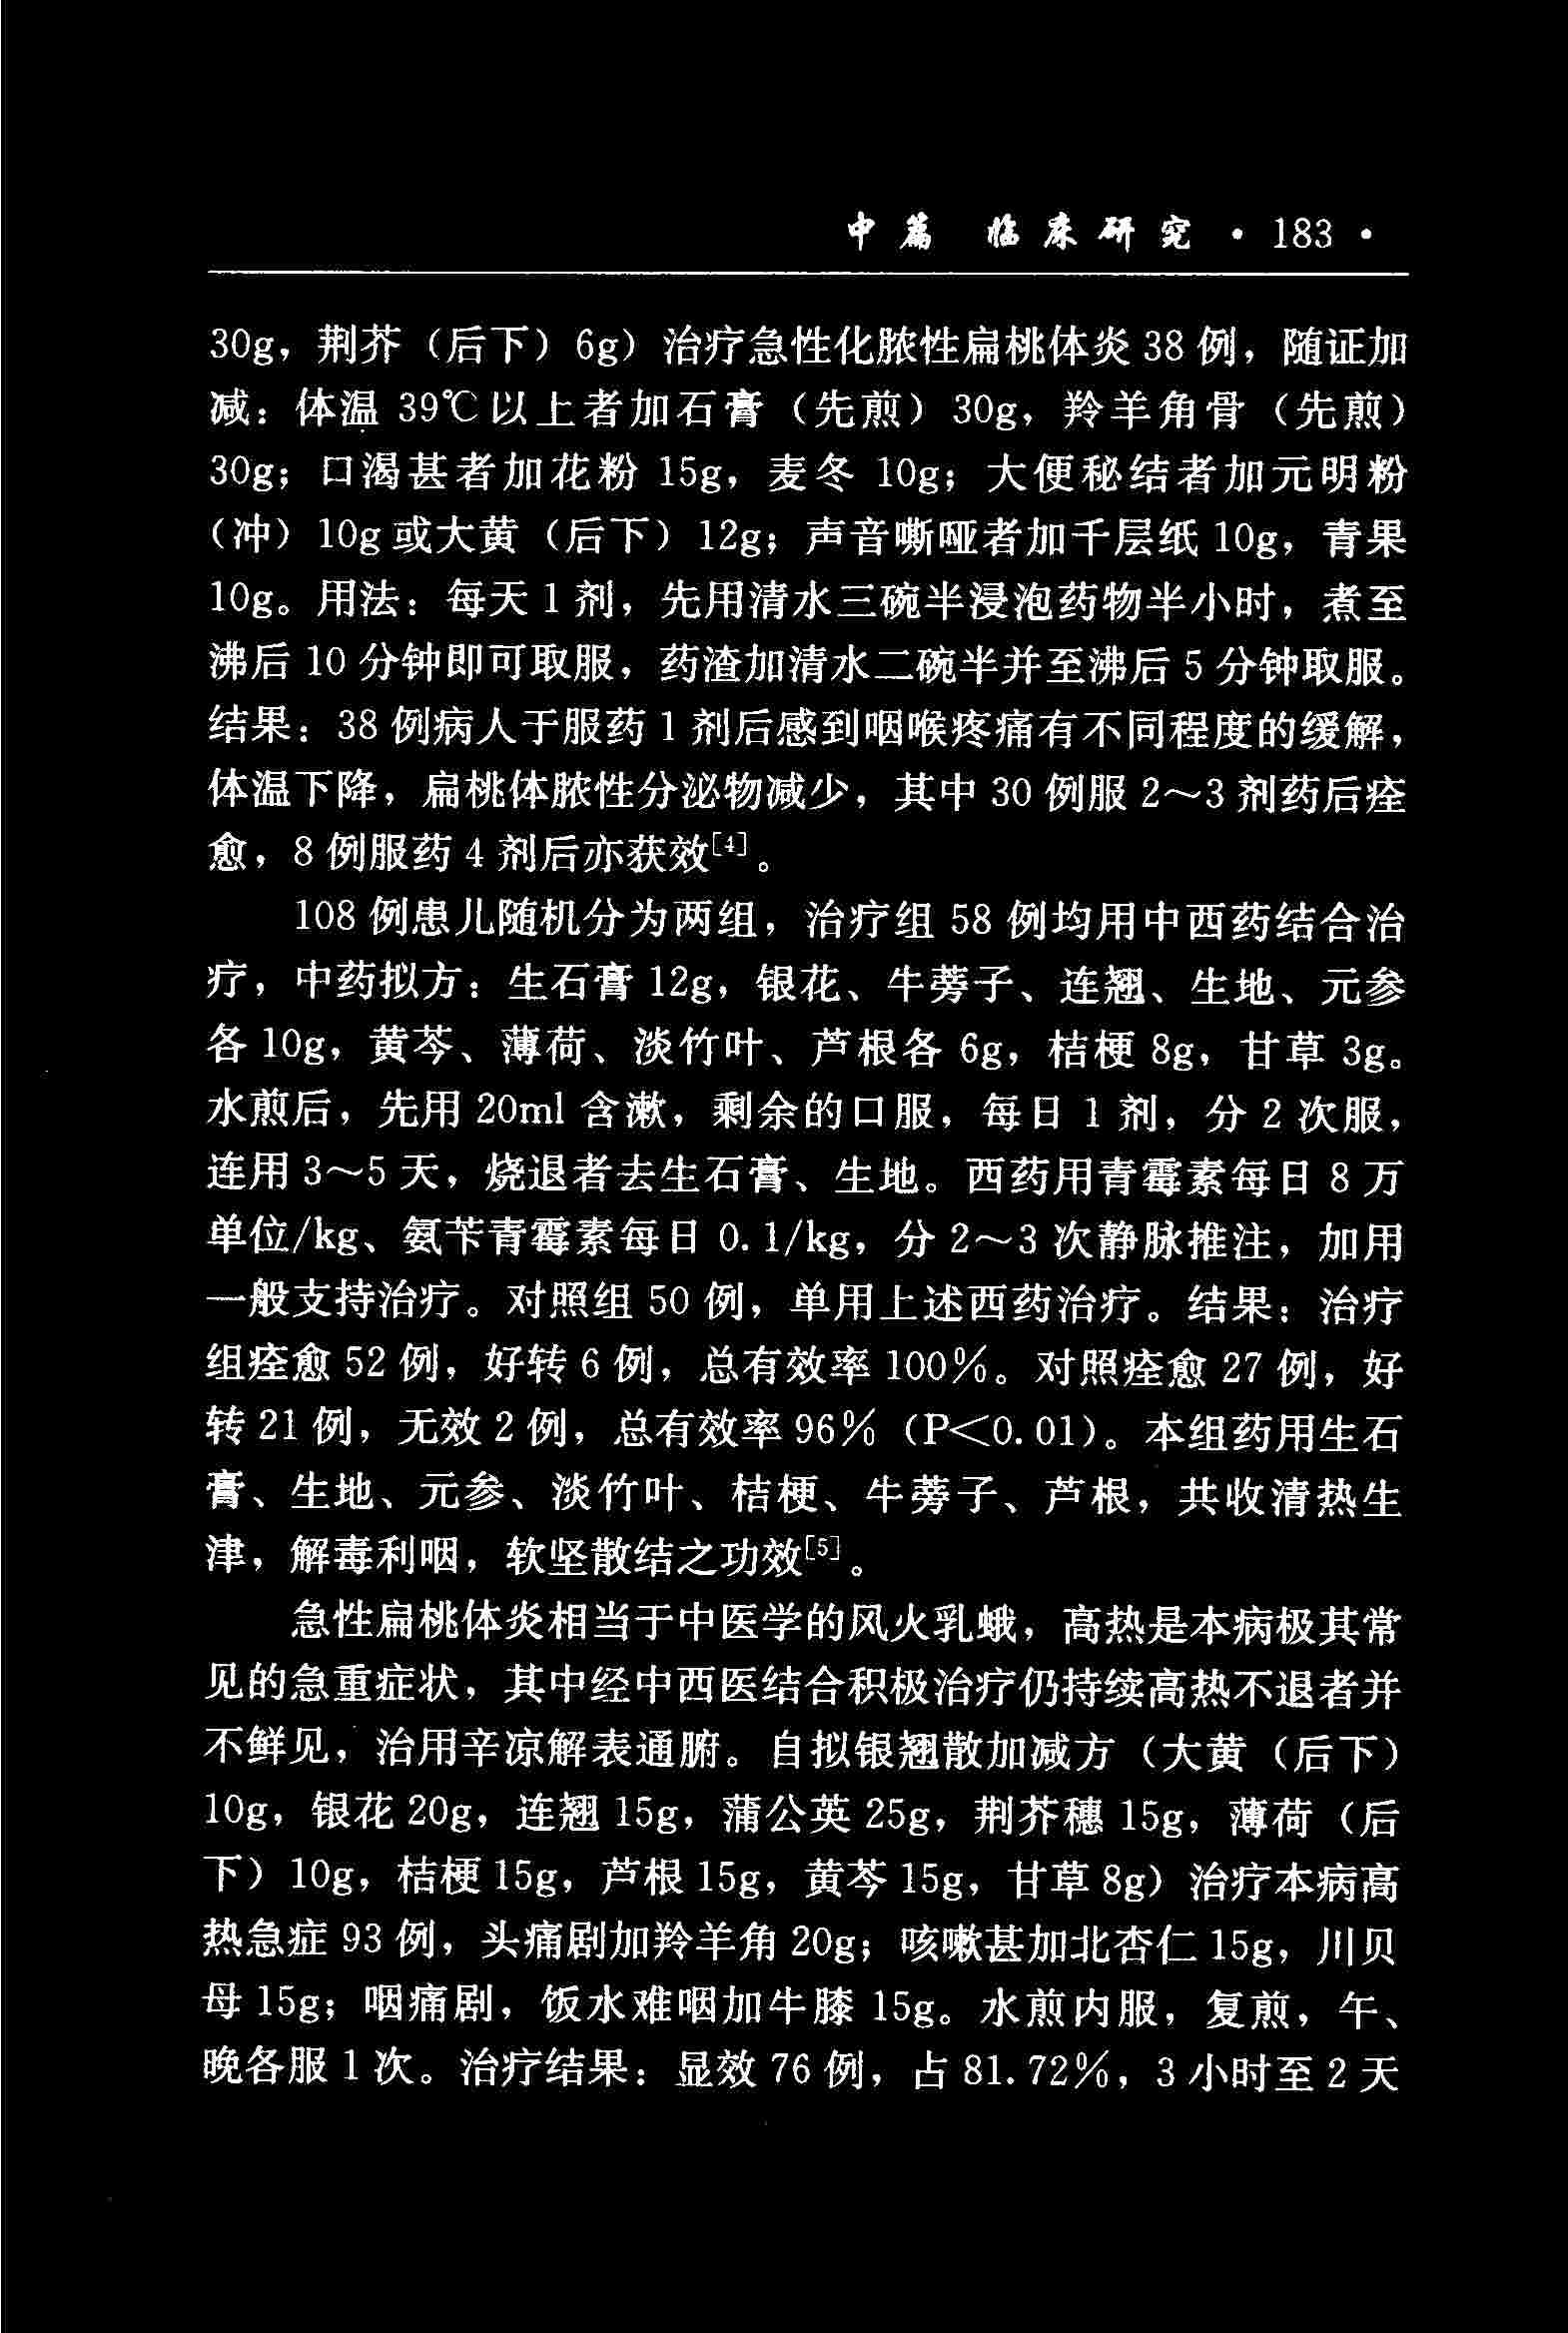 中篇 临床研究 · 183 ·
30g，荆芥（后下）6g）治疗急性化脓性扁桃体炎 38 例，随证加
减：体温 39℃以上者加石膏（先煎）30g，羚羊角骨（先煎）
30g；口渴甚者加花粉 15g，麦冬 10g；大便秘结者加元明粉
（冲）10g 或大黄（后下）12g；声音嘶哑者加千层纸 10g，青果
10g。用法：每天 1 剂，先用清水三碗半浸泡药物半小时，煮至
沸后 10 分钟即可取服，药渣加清水二碗半并至沸后 5 分钟取服。
结果：38 例病人于服药 1 剂后感到咽喉疼痛有不同程度的缓解，
体温下降，扁桃体脓性分泌物减少，其中 30 例服 2～3 剂药后痊
愈，8 例服药 4 剂后亦获效[4]。
108 例患儿随机分为两组，治疗组 58 例均用中西药结合治
疗，中药拟方：生石膏 12g，银花、牛蒡子、连翘、生地、元参
各 10g，黄芩、薄荷、淡竹叶、芦根各 6g，桔梗 8g，甘草 3g。
水煎后，先用 20ml 含漱，剩余的口服，每日 1 剂，分 2 次服，
连用 3～5 天，烧退者去生石膏、生地。西药用青霉素每日 8 万
单位/kg、氨苄青霉素每日 0.1/kg，分 2～3 次静脉推注，加用
一般支持治疗。对照组 50 例，单用上述西药治疗。结果：治疗
组痊愈 52 例，好转 6 例，总有效率 100%。对照痊愈 27 例，好
转 21 例，无效 2 例，总有效率 96%（P<0.01）。本组药用生石
膏、生地、元参、淡竹叶、桔梗、牛蒡子、芦根，共收清热生
津，解毒利咽，软坚散结之功效[5]。
急性扁桃体炎相当于中医学的风火乳蛾，高热是本病极其常
见的急重症状，其中经中西医结合积极治疗仍持续高热不退者并
不鲜见，治用辛凉解表通腑。自拟银翘散加减方（大黄（后下）
10g，银花 20g，连翘 15g，蒲公英 25g，荆芥穗 15g，薄荷（后
下）10g，桔梗 15g，芦根 15g，黄芩 15g，甘草 8g）治疗本病高
热急症 93 例，头痛剧加羚羊角 20g；咳嗽甚加北杏仁 15g，川贝
母 15g；咽痛剧，饭水难咽加牛膝 15g。水煎内服，复煎，午、
晚各服 1 次。治疗结果：显效 76 例，占 81.72%，3 小时至 2 天